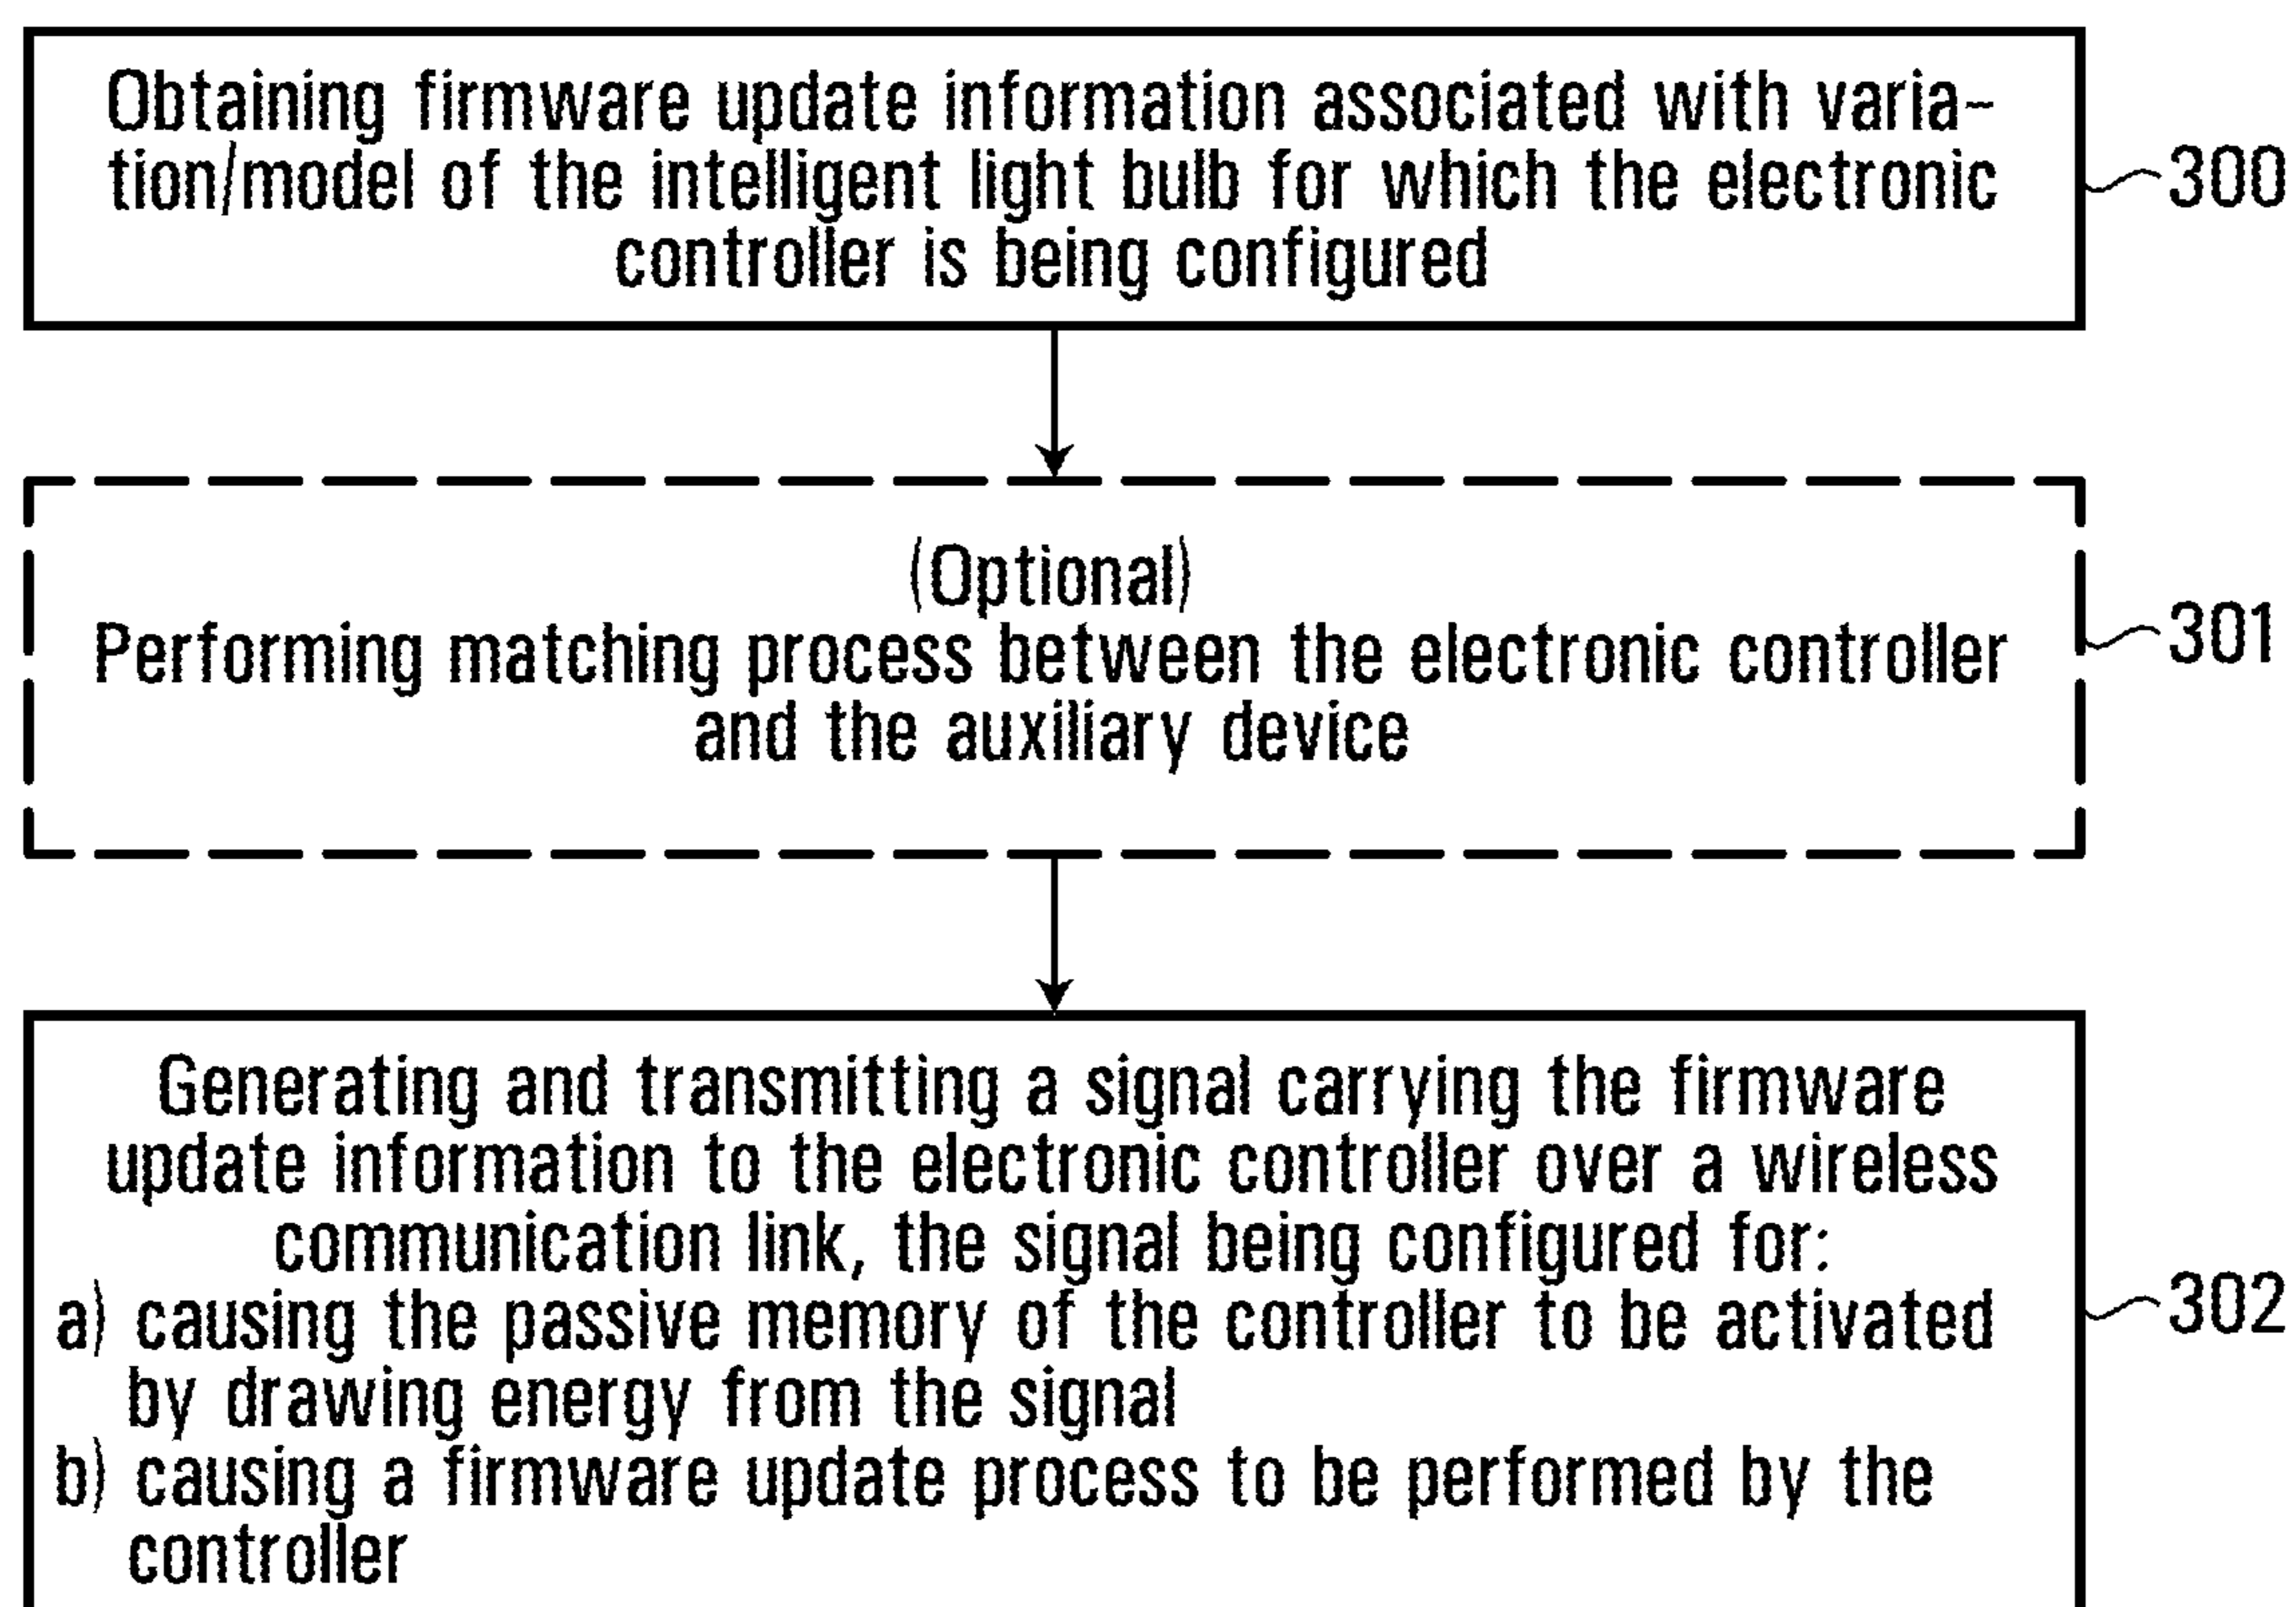 Obtaining firmware update information associated with varia-
tion/model of the intelligent light bulb for which the electronic
controller is being configured
300
(Optional)
Performing matching process between the electronic controller
and the auxiliary device
301
Generating and transmitting a signal carrying the firmware
update information to the electronic controller over a wireless
communication link, the signal being configured for:
a) causing the passive memory of the controller to be activated
by drawing energy from the signal
b) causing a firmware update process to be performed by the
controller
302